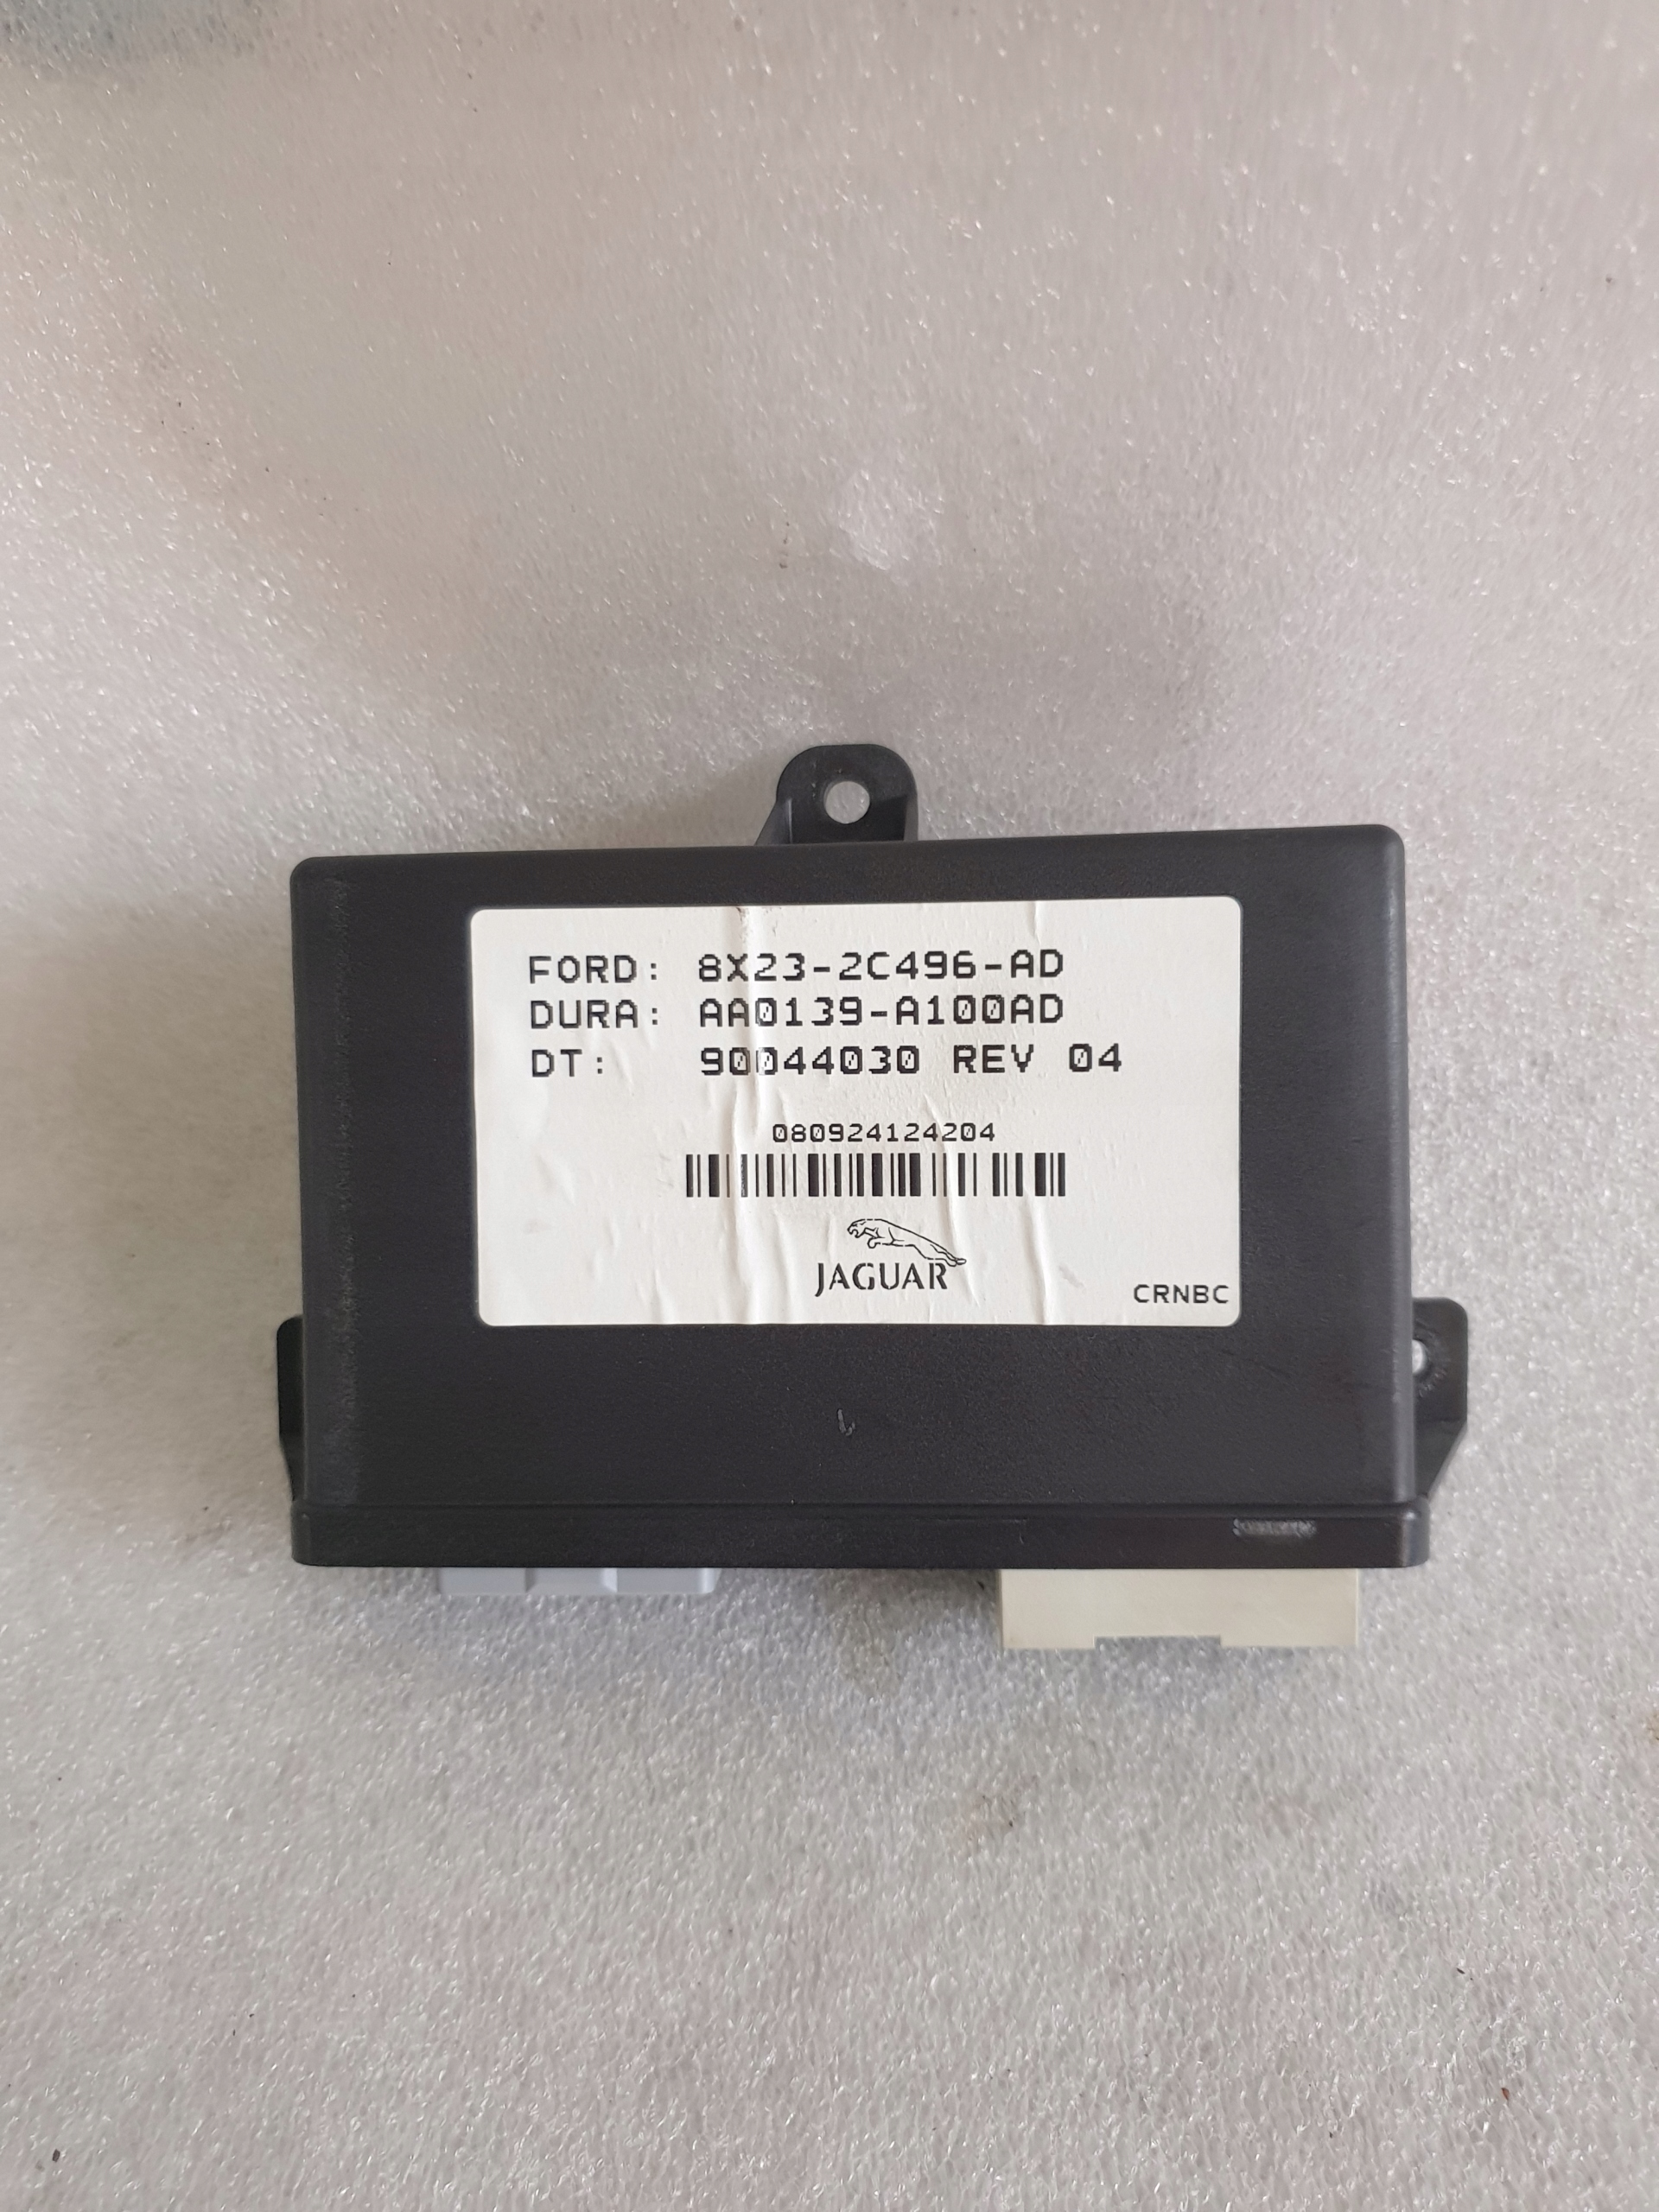 FORD: 8X23-2C496-AD
DURA: AA0139-A100AD
DT: 90044030 REV 04
080924124204
JAGUAR
CRNBC